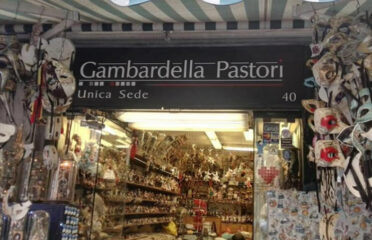 Gambardella Pastori
Unica Sede
40